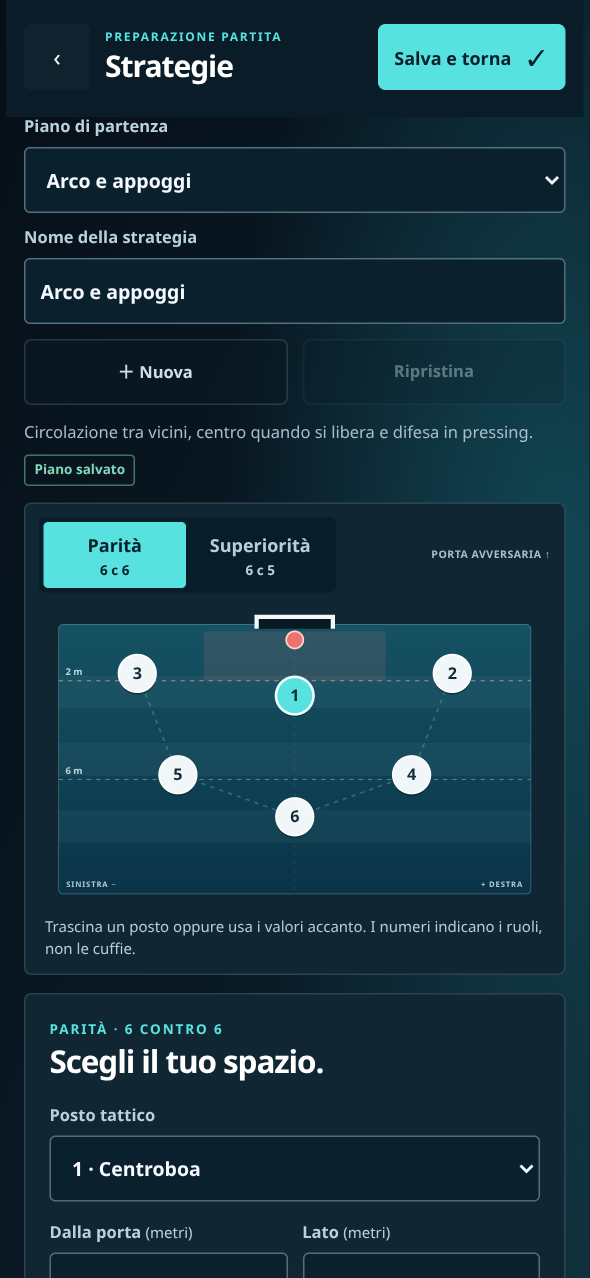 ‹
PREPARAZIONE PARTITA
Strategie
Salva e torna ✓
Piano di partenza
Arco e appoggi
Nome della strategia
Arco e appoggi
+ Nuova
Ripristina
Circolazione tra vicini, centro quando si libera e difesa in pressing.
Piano salvato
Parità
6 c 6
Superiorità
6 c 5
PORTA AVVERSARIA ↑
2 m
3
2
1
6 m
5
4
6
SINISTRA −
+ DESTRA
Trascina un posto oppure usa i valori accanto. I numeri indicano i ruoli,
non le cuffie.
PARITÀ · 6 CONTRO 6
Scegli il tuo spazio.
Posto tattico
1 · Centroboa
Dalla porta (metri)
Lato (metri)